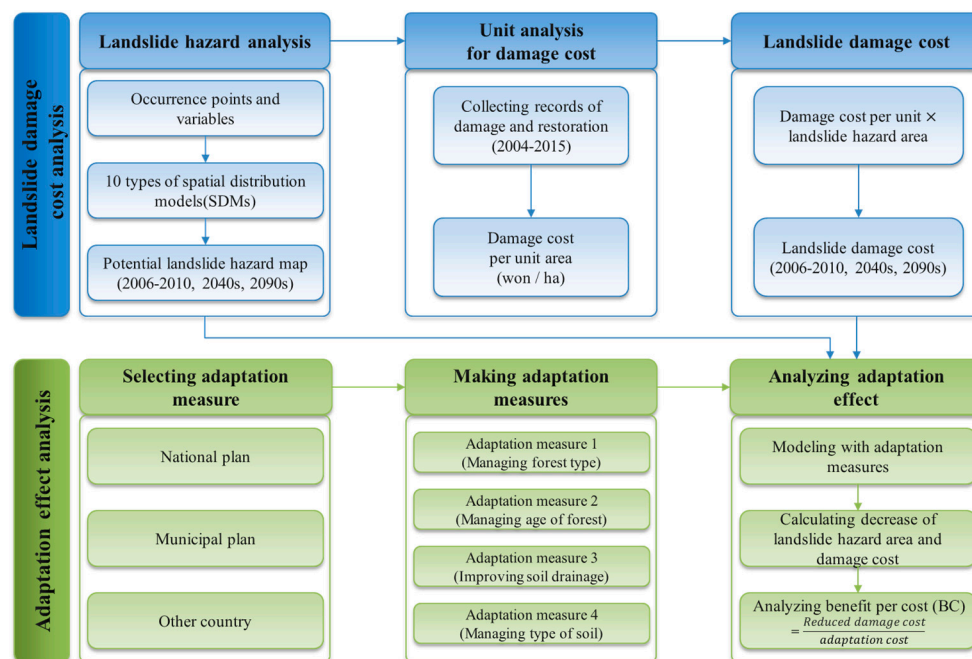 Landslide damage
cost analysis
Landslide hazard analysis
Occurrence points and
variables
10 types of spatial distribution
models(SDMs)
Potential landslide hazard map
(2006-2010, 2040s, 2090s)
Unit analysis
for damage cost
Collecting records of
damage and restoration
(2004-2015)
Damage cost
per unit area
(won / ha)
Landslide damage cost
Damage cost per unit ×
landslide hazard area
Landslide damage cost
(2006-2010, 2040s, 2090s)
Adaptation effect analysis
Selecting adaptation
measure
National plan
Municipal plan
Other country
Making adaptation
measures
Adaptation measure 1
(Managing forest type)
Adaptation measure 2
(Managing age of forest)
Adaptation measure 3
(Improving soil drainage)
Adaptation measure 4
(Managing type of soil)
Analyzing adaptation
effect
Modeling with adaptation
measures
Calculating decrease of
landslide hazard area and
damage cost
Analyzing benefit per cost (BC)
= Reduced damage cost
adaptation cost